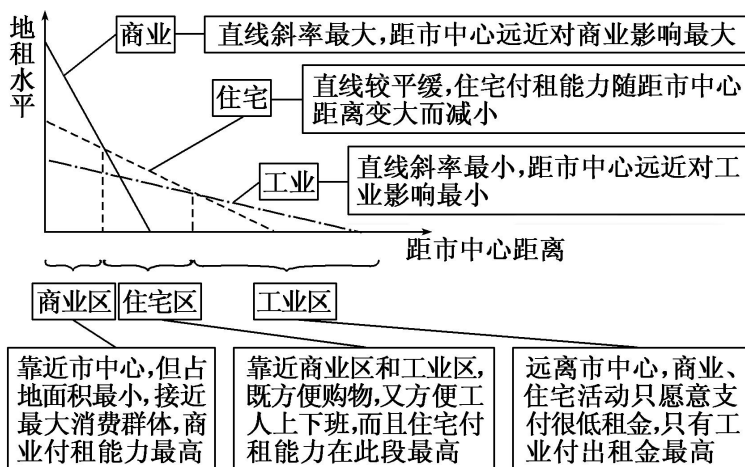 地租水平
商业
直线斜率最大，距市中心远近对商业影响最大
住宅
直线较平缓，住宅付租能力随距市中心
距离变大而减小
工业
直线斜率最小，距市中心远近对工
业影响最小
距市中心距离
商业区
住宅区
工业区
靠近市中心，但占
地面积最小，接近
最大消费群体，商
业付租能力最高
靠近商业区和工业区，
既方便购物，又方便工
人上下班，而且住宅付
租能力在此段最高
远离市中心，商业、
住宅活动只愿意支
付很低租金，只有工
业付出租金最高